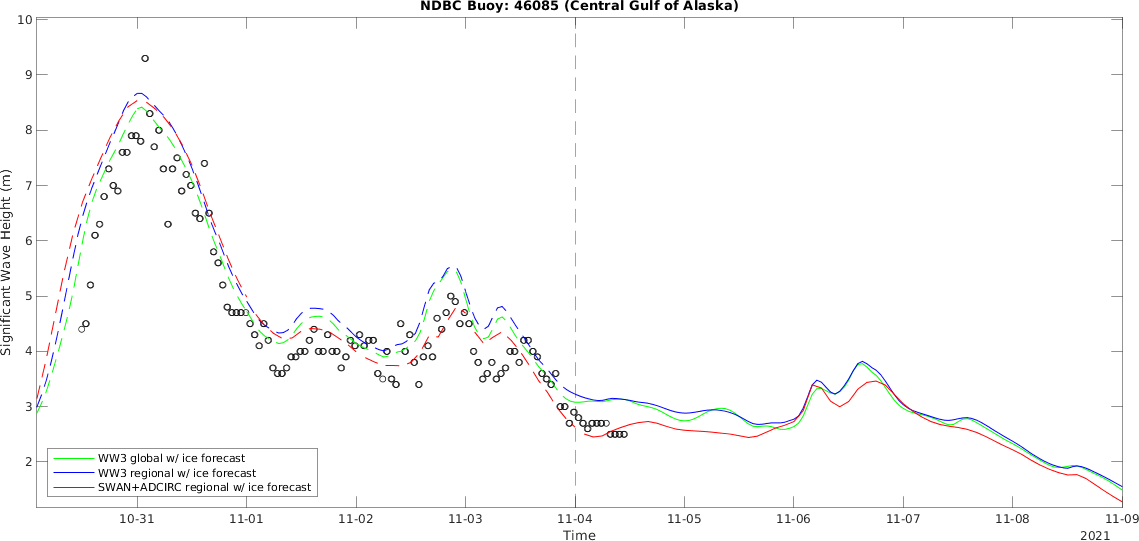 NDBC Buoy: 46085 (Central Gulf of Alaska)
10
9
8
7
6
5
4
3
2
Significant Wave Height (m)
WW3 global w/ ice forecast
WW3 regional w/ ice forecast
SWAN+ADCIRC regional w/ ice forecast
10-31 11-01 11-02 11-03 11-04 11-05 11-06 11-07 11-08 11-09
Time
2021